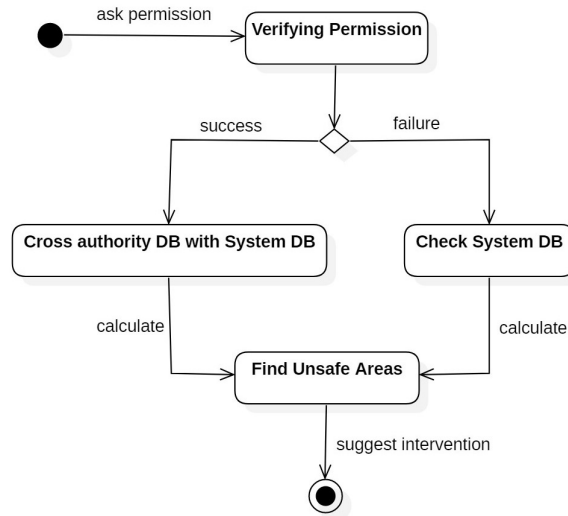 ask permission
Verifying Permission
success
failure
Cross authority DB with System DB
Check System DB
calculate
calculate
Find Unsafe Areas
suggest intervention